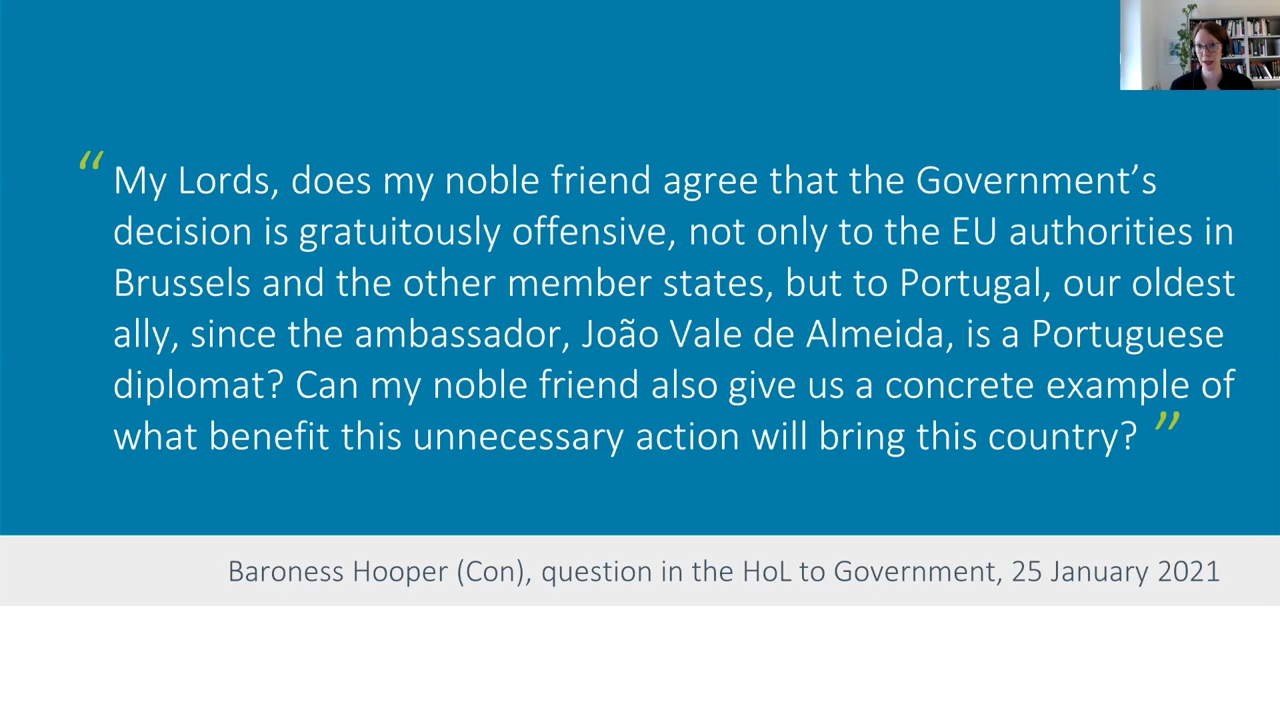 “ My Lords, does my noble friend agree that the Government’s
decision is gratuitously offensive, not only to the EU authorities in
Brussels and the other member states, but to Portugal, our oldest
ally, since the ambassador, João Vale de Almeida, is a Portuguese
diplomat? Can my noble friend also give us a concrete example of
what benefit this unnecessary action will bring this country? ”
Baroness Hooper (Con), question in the HoL to Government, 25 January 2021